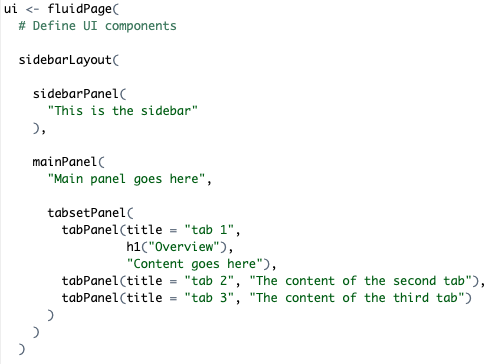 ui <- fluidPage(
  # Define UI components

  sidebarLayout(

    sidebarPanel(
      "This is the sidebar"
    ),

    mainPanel(
      "Main panel goes here",

      tabsetPanel(
        tabPanel(title = "tab 1",
                 h1("Overview"),
                 "Content goes here"),
        tabPanel(title = "tab 2", "The content of the second tab"),
        tabPanel(title = "tab 3", "The content of the third tab")
      )
    )
  )